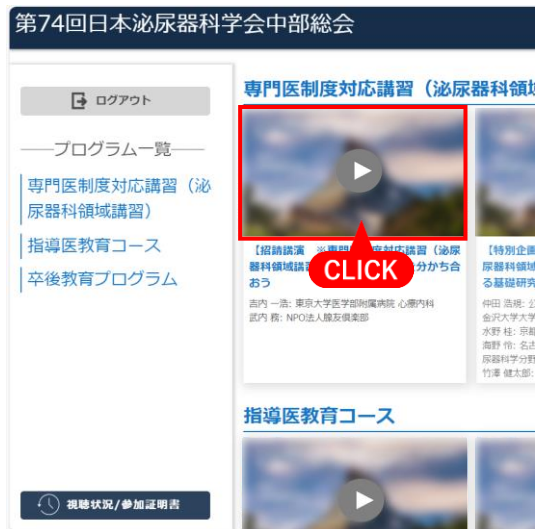 第74回日本泌尿器科学会中部総会
ログアウト
プログラム一覧
専門医制度対応講習（泌
尿器科領域講習）
指導医教育コース
卒後教育プログラム
視聴状況/参加証明書
専門医制度対応講習（泌尿器科領域
【招請講演　※専門医制度対応講習（泌尿
器科領域講
分かち合
おう
吉内 一浩: 東京大学医学部附属病院 心療内科
武内 務: NPO法人腺友倶楽部
CLICK
【特別企画
尿器科領域
る基礎研究
仲田 浩規: 公
金沢大学大学
水野 桂: 京都
海野 怜: 名古
尿器科学分野
竹澤 健太郎:
指導医教育コース